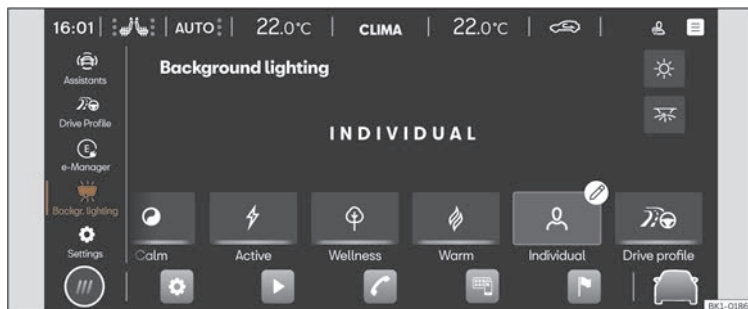 16:01 AUTO 22.0°C CLIMA 22.0°C
Assistants
Drive Profile
E
e-Manager
Backgr. lighting
Settings
Background lighting
INDIVIDUAL
Calm
Active
Wellness
Warm
Individual
Drive profile
BK1-0186